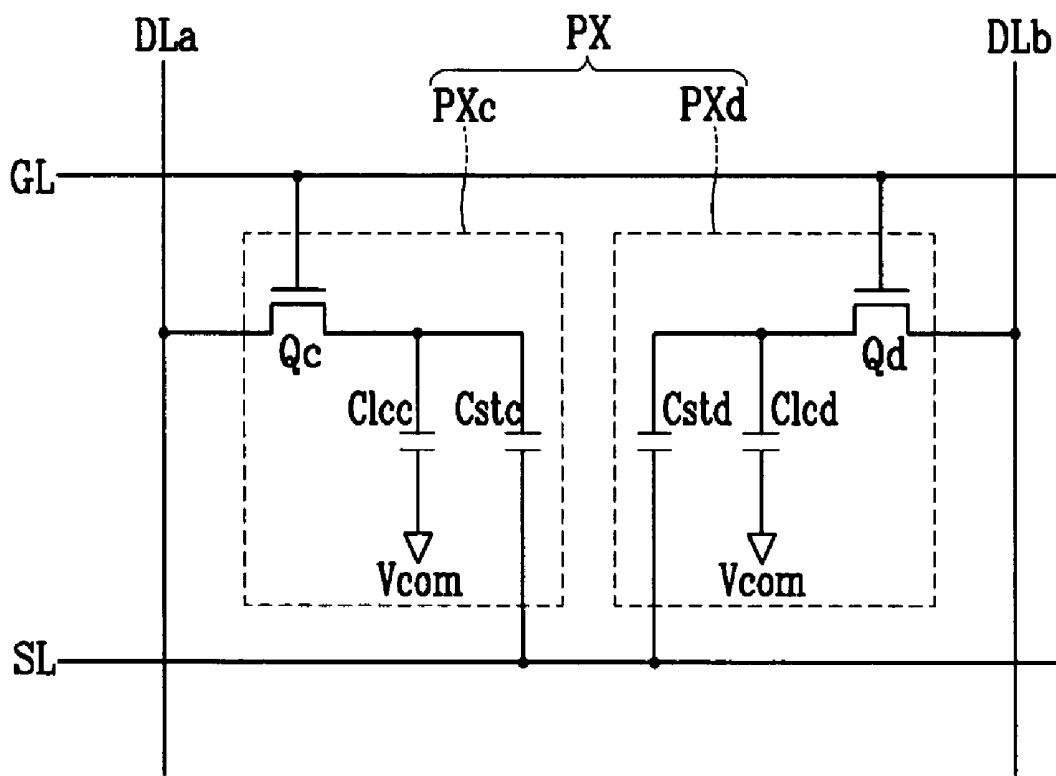 DLa PX DLb
PXc PXd
GL
Qc Qd
Clcc Cstc Cstd Clcd
Vcom Vcom
SL